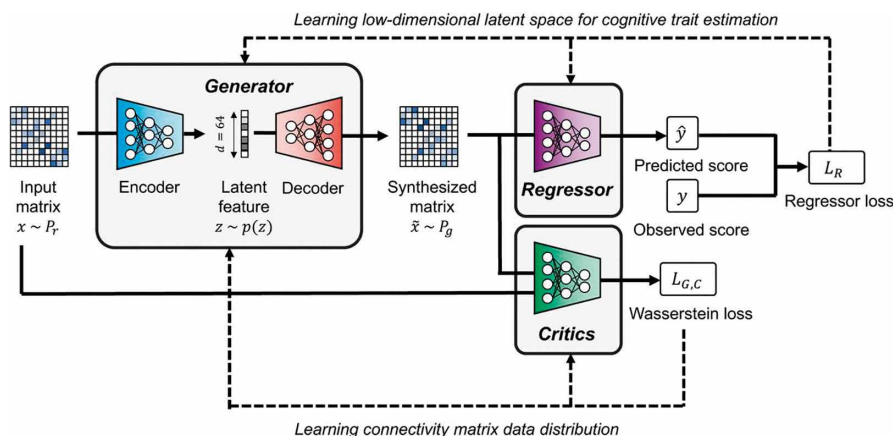 Learning low-dimensional latent space for cognitive trait estimation
Generator
d = 64
Encoder
Latent
feature
z ~ p(z)
Decoder
Input
matrix
x ~ P_r
Synthesized
matrix
x̃ ~ P_g
Regressor
ŷ
Predicted score
y
Observed score
L_R
Regressor loss
Critics
L_{G,C}
Wasserstein loss
Learning connectivity matrix data distribution